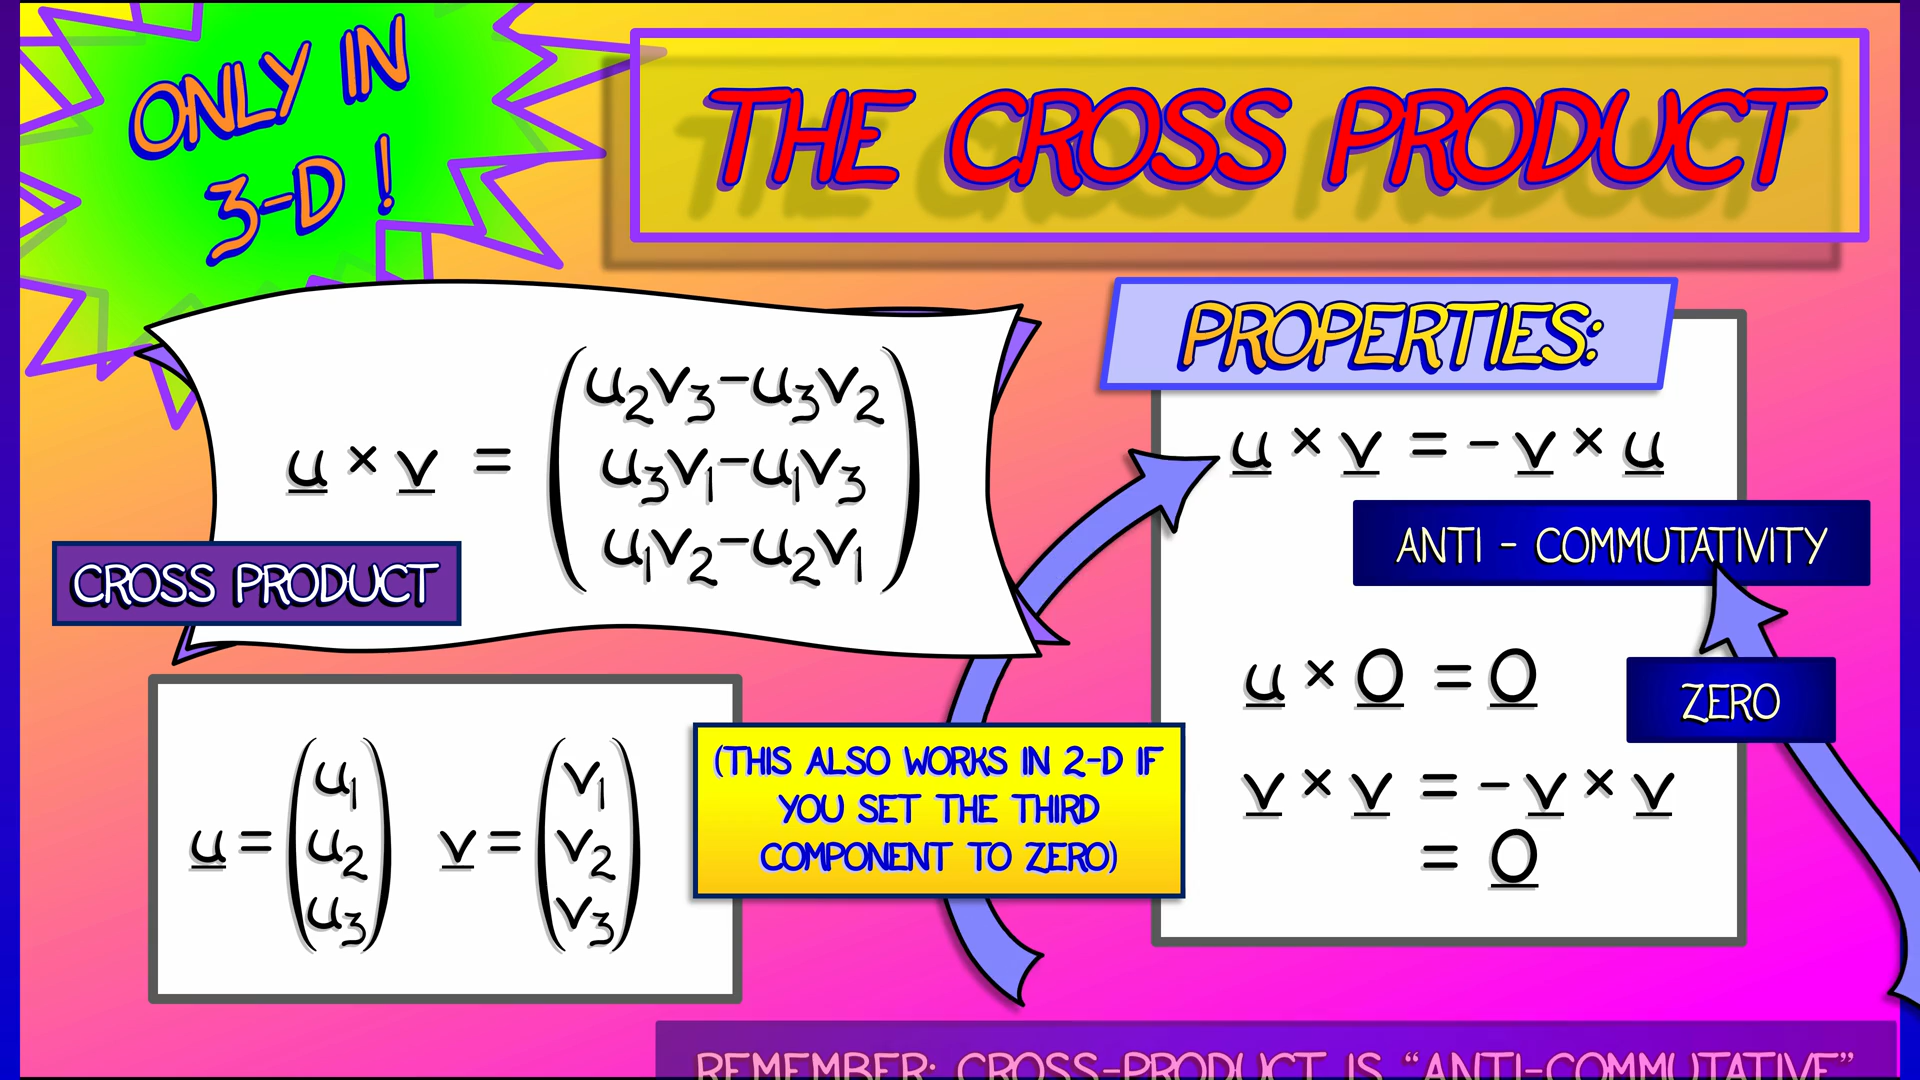 ONLY IN
3-D!
THE CROSS PRODUCT
PROPERTIES:
u × v = (u₂v₃-u₃v₂
u₃v₁-u₁v₃
u₁v₂-u₂v₁)
CROSS PRODUCT
u = (u₁
u₂
u₃)
v = (v₁
v₂
v₃)
(THIS ALSO WORKS IN 2-D IF
YOU SET THE THIRD
COMPONENT TO ZERO)
u × v = - v × u
ANTI - COMMUTATIVITY
u × 0 = 0
ZERO
v × v = - v × v
= 0
REMEMBER: CROSS-PRODUCT IS “ANTI-COMMUTATIVE”